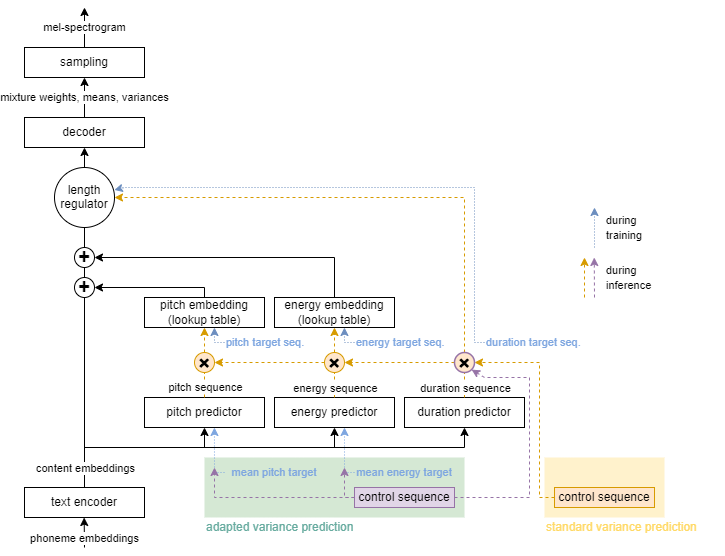 mel-spectrogram
sampling
mixture weights, means, variances
decoder
length
regulator
during
training
during
inference
pitch embedding
(lookup table)
energy embedding
(lookup table)
pitch target seq.
energy target seq.
duration target seq.
pitch sequence
energy sequence
duration sequence
pitch predictor
energy predictor
duration predictor
content embeddings
mean pitch target
mean energy target
text encoder
control sequence
control sequence
adapted variance prediction
standard variance prediction
phoneme embeddings